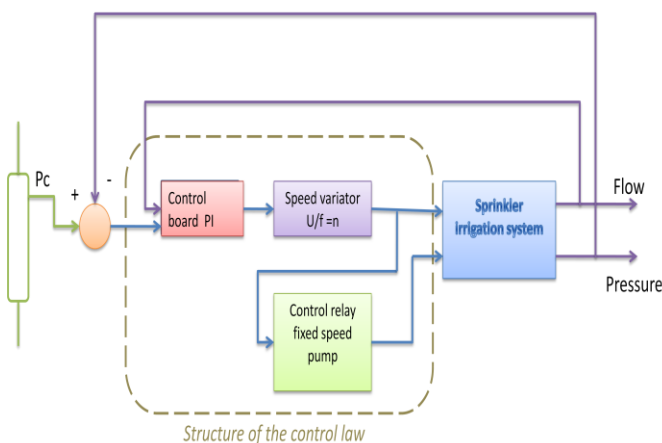 Pc
+
-
Control
board PI
Speed variator
U/f =n
Sprinkler
irrigation system
Flow
Pressure
Control relay
fixed speed
pump
Structure of the control law